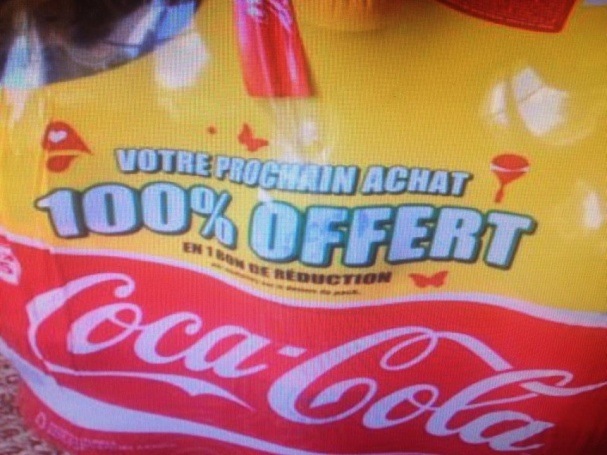 VOTRE PROCHAIN ACHAT
100% OFFERT
EN 1 BON DE RÉDUCTION
Coca-Cola